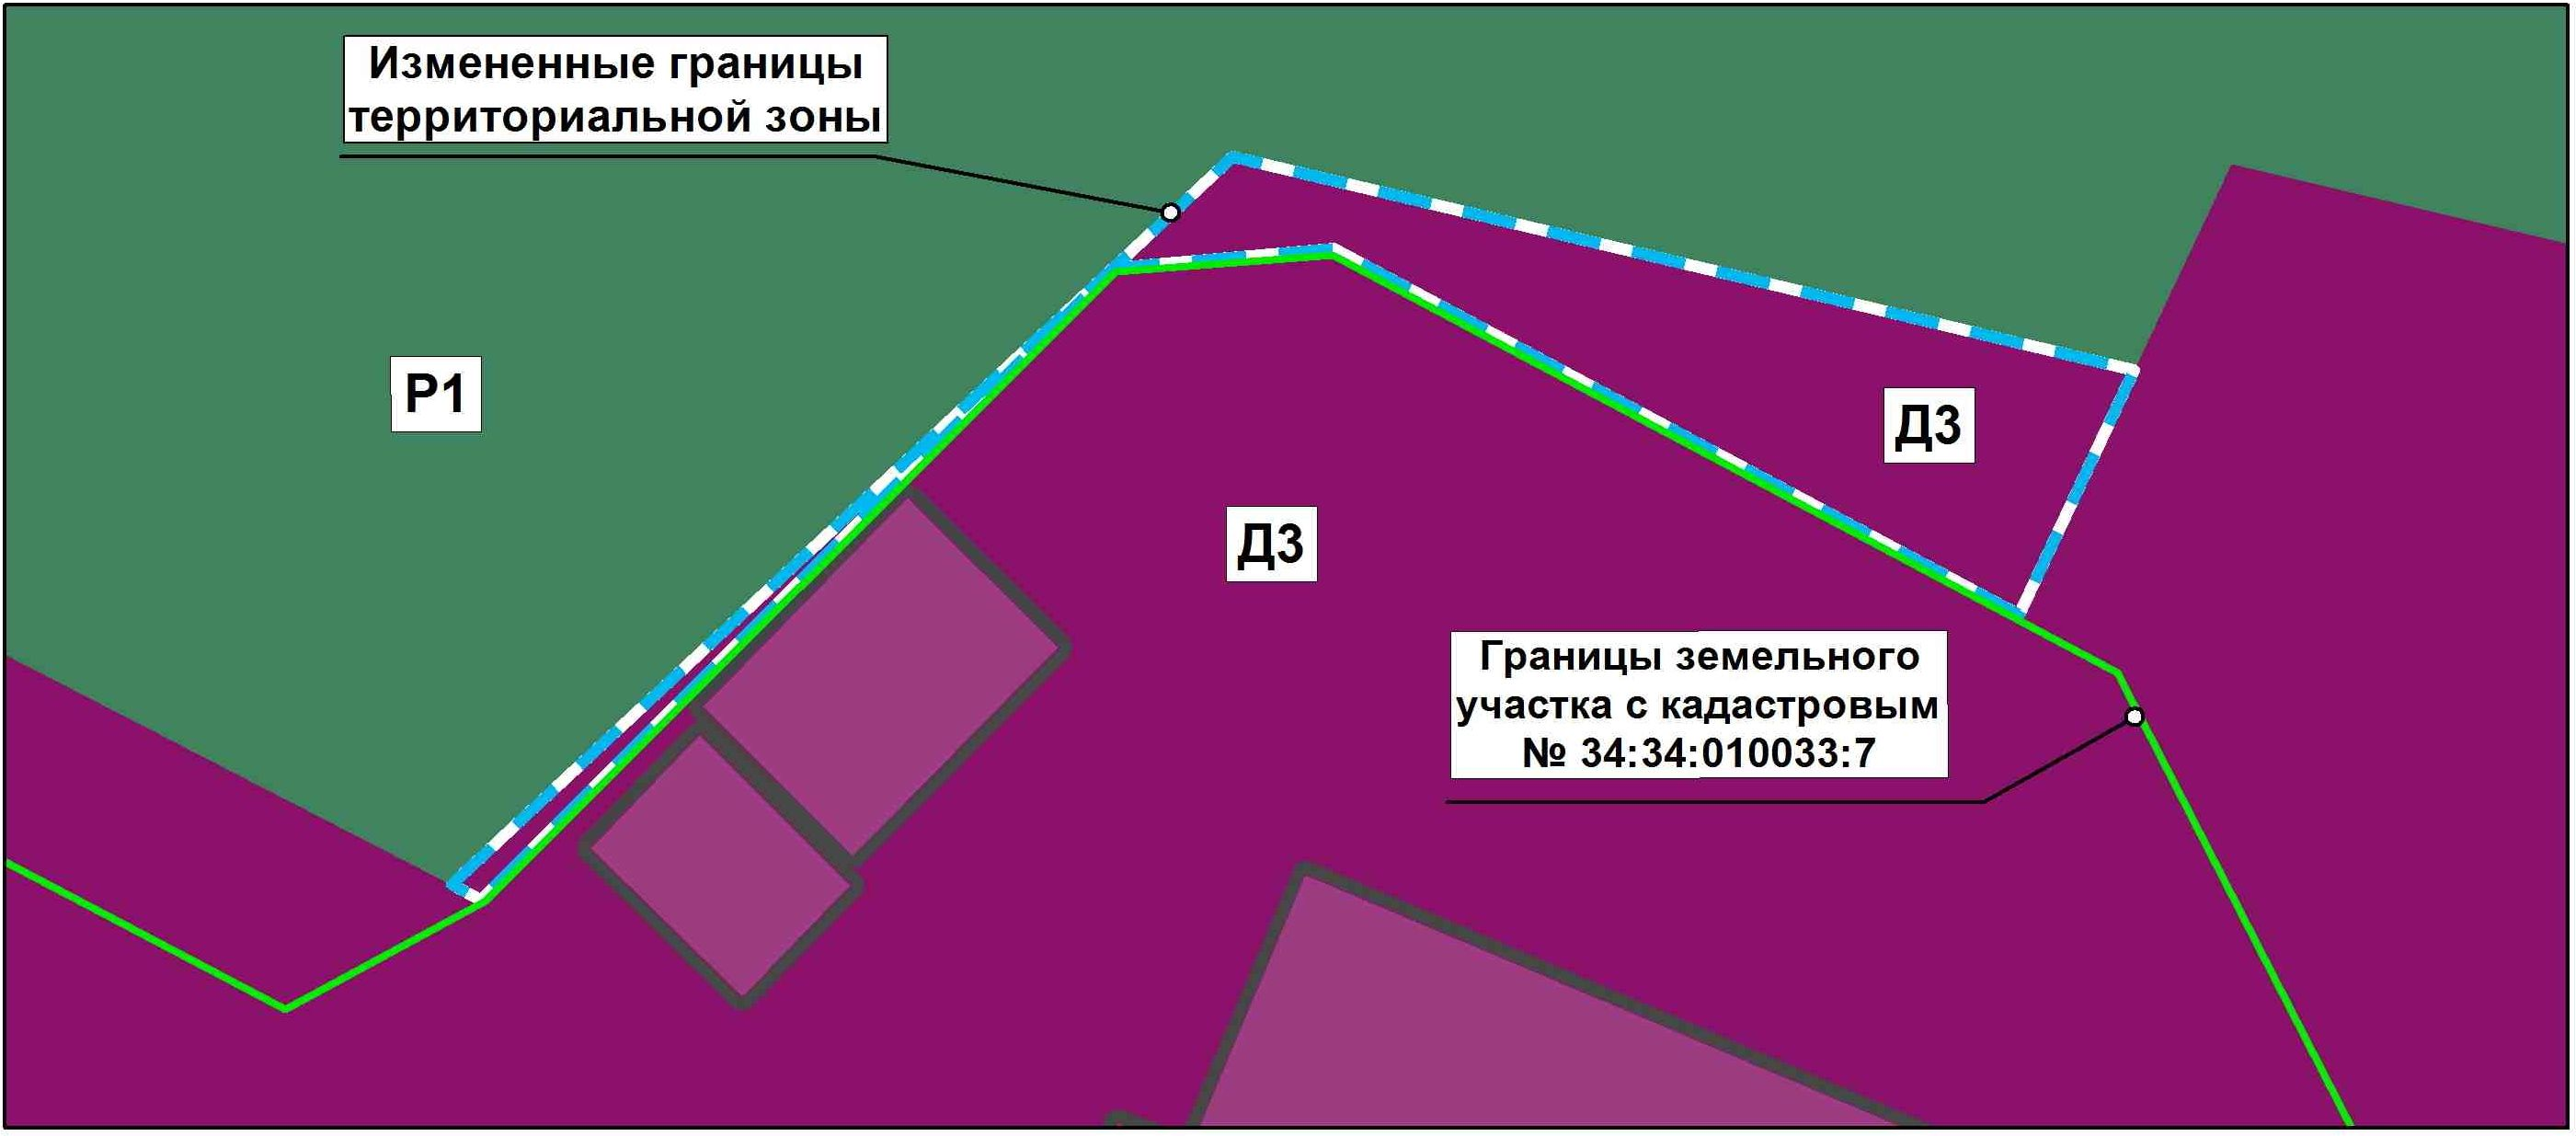 Измененные границы
территориальной зоны
Р1
Д3
Д3
Границы земельного
участка с кадастровым
№ 34:34:010033:7